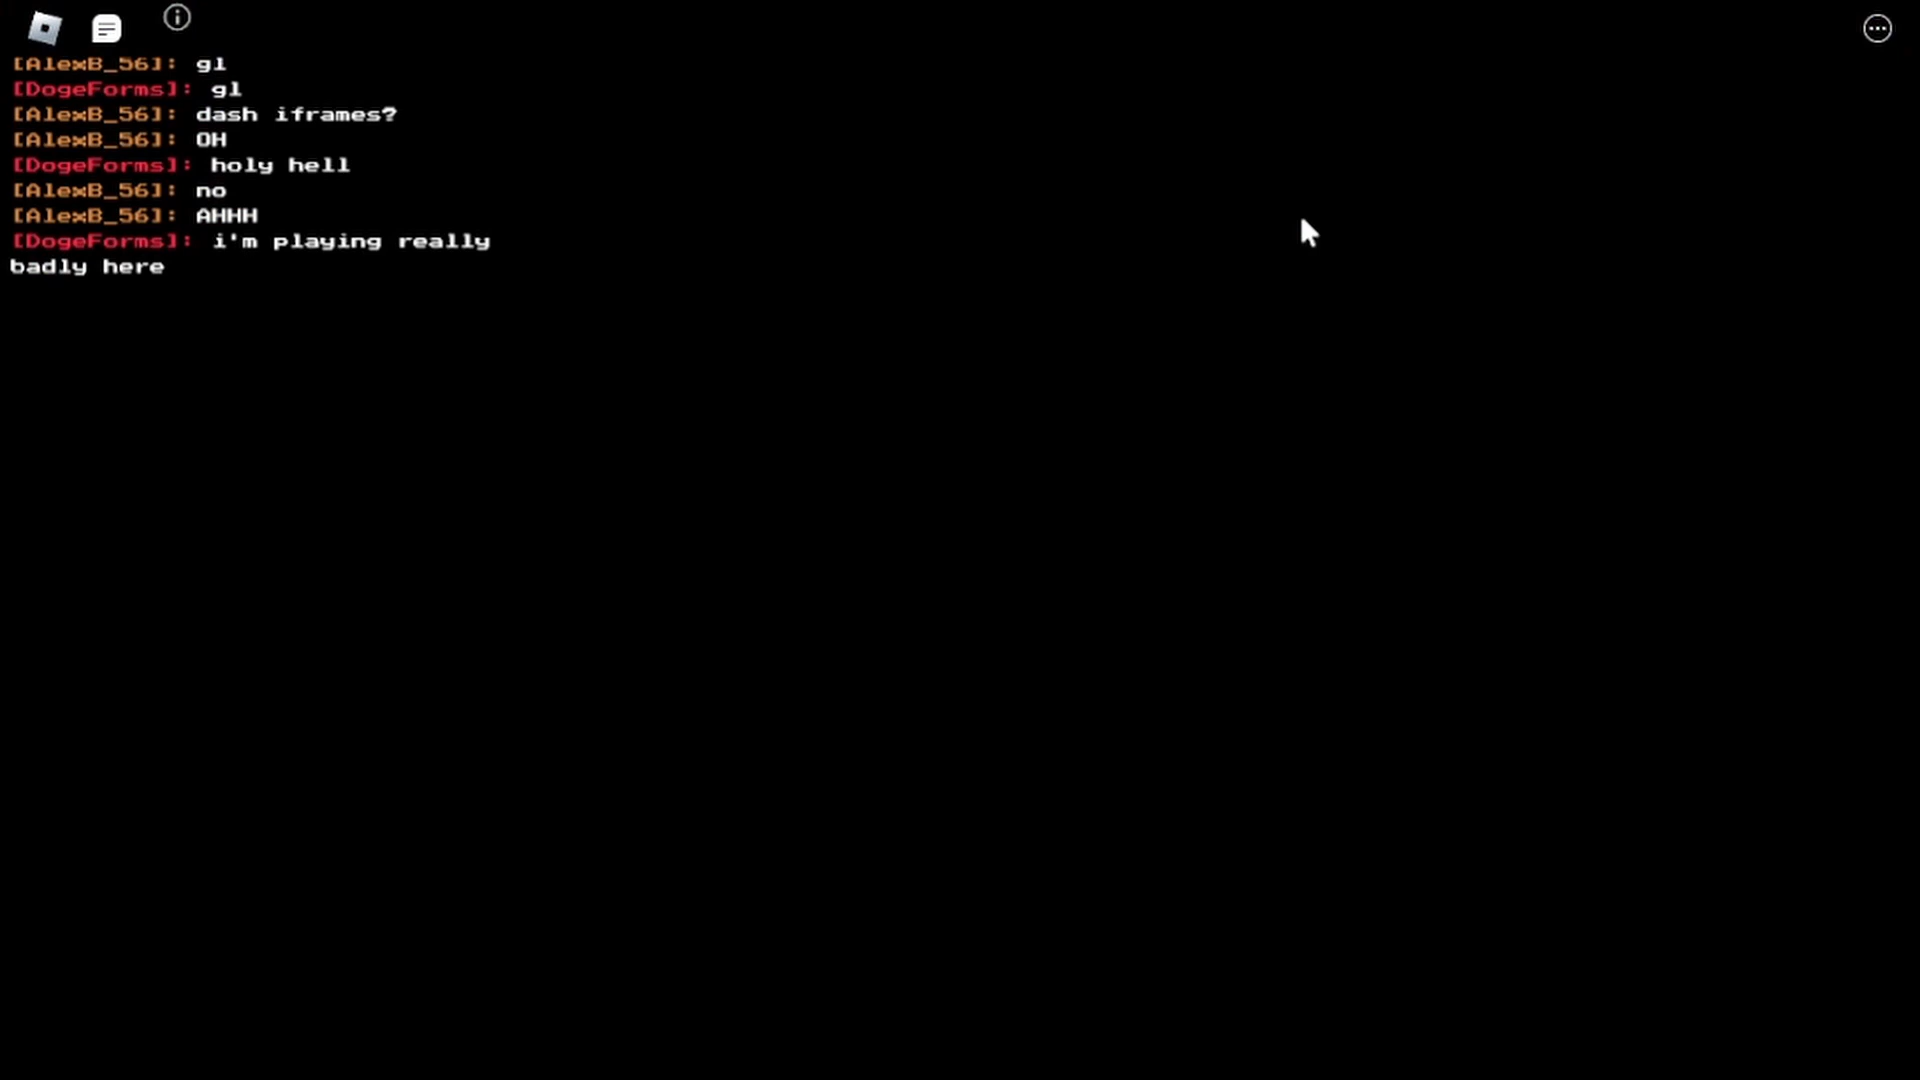 [AlexB_56]: gl
[DogeForms]: gl
[AlexB_56]: dash iframes?
[AlexB_56]: OH
[DogeForms]: holy hell
[AlexB_56]: no
[AlexB_56]: AHHH
[DogeForms]: i'm playing really
badly here